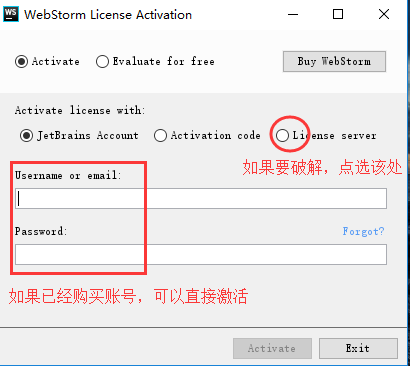 WS WebStorm License Activation
Activate Evaluate for free Buy WebStorm
Activate license with:
JetBrains Account Activation code License server
如果要破解，点选该处
Username or email:
Password: Forgot?
如果已经购买账号，可以直接激活
Activate Exit